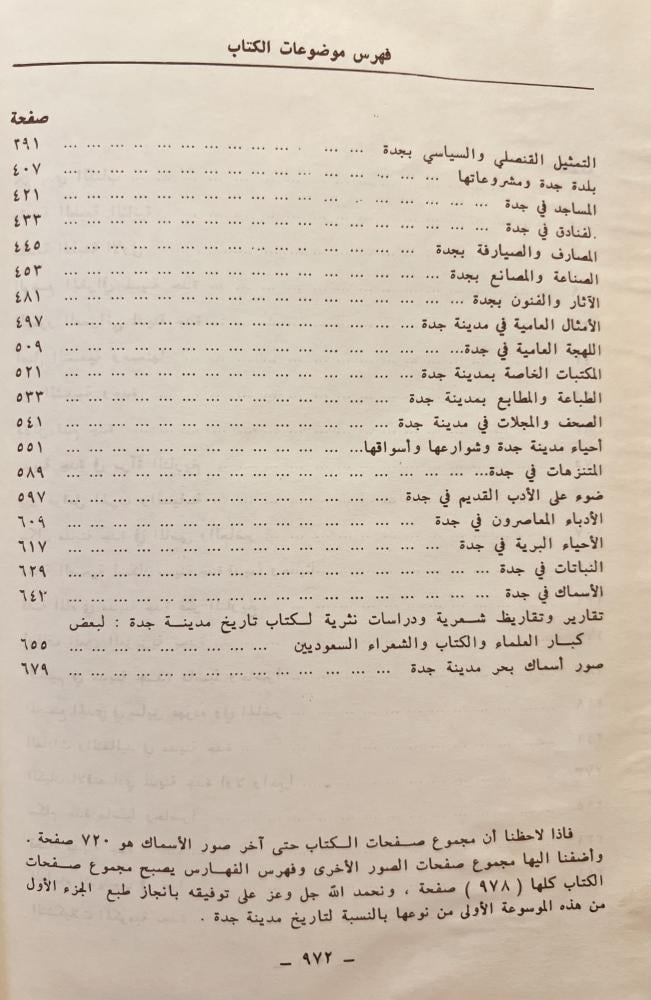 فهرس موضوعات الكتاب
صفحة
التمثيل القنصلي والسياسي بجدة ... ... ... ... ... ... ... ... ... ... ... ... ٣٩١
بلدة جدة ومشروعاتها ... ... ... ... ... ... ... ... ... ... ... ... ... ... ... ٤٠٧
المساجد في جدة ... ... ... ... ... ... ... ... ... ... ... ... ... ... ... ... ... ٤٢١
لفنادق في جدة ... ... ... ... ... ... ... ... ... ... ... ... ... ... ... ... ٤٣٣
المصارف والصيارفة بجدة ... ... ... ... ... ... ... ... ... ... ... ... ... ... ٤٤٥
الصناعة والمصانع بجدة ... ... ... ... ... ... ... ... ... ... ... ... ... ... ... ٤٥٣
الآثار والفنون بجدة ... ... ... ... ... ... ... ... ... ... ... ... ... ... ... ... ٤٨١
الأمثال العامية في مدينة جدة ... ... ... ... ... ... ... ... ... ... ... ... ... ... ٤٩٧
اللهجة العامية في جدة... ... ... ... ... ... ... ... ... ... ... ... ... ... ... ... ٥٠٩
المكتبات الخاصة بمدينة جدة ... ... ... ... ... ... ... ... ... ... ... ... ... ... ٥٢١
الطباعة والمطابع بمدينة جدة ... ... ... ... ... ... ... ... ... ... ... ... ... ٥٣٣
الصحف والمجلات في مدينة جدة ... ... ... ... ... ... ... ... ... ... ... ... ... ٥٤١
أحياء مدينة جدة وشوارعها وأسواقها... ... ... ... ... ... ... ... ... ... ... ... ٥٥١
المتنزهات في جدة... ... ... ... ... ... ... ... ... ... ... ... ... ... ... ... ... ٥٨٩
ضوء على الأدب القديم في جدة ... ... ... ... ... ... ... ... ... ... ... ... ... ٥٩٧
الأدباء المعاصرون في جدة ... ... ... ... ... ... ... ... ... ... ... ... ... ... ٦٠٩
الأحياء البرية في جدة ... ... ... ... ... ... ... ... ... ... ... ... ... ... ... ٦١٧
النباتات في جدة ... ... ... ... ... ... ... ... ... ... ... ... ... ... ... ... ... ٦٢٩
الأسماك في جدة ... ... ... ... ... ... ... ... ... ... ... ... ... ... ... ... ... ٦٤٣
تقارير وتقاريظ شعرية ودراسات نثرية لكتاب تاريخ مدينة جدة : لبعض
كبار العلماء والكتاب والشعراء السعوديين ... ... ... ... ... ... ... ... ٦٥٥
صور أسماك بحر مدينة جدة ... ... ... ... ... ... ... ... ... ... ... ... ... ٦٧٩
فاذا لاحظنا أن مجموع صفحات الكتاب حتى آخر صور الأسماك هو ٧٢٠ صفحة .
وأضفنا اليها مجموع صفحات الصور الأخرى وفهرس الفهارس يصبح مجموع صفحات
الكتاب كلها ( ٩٧٨ ) صفحة ، ونحمد الله جل وعز على توفيقه بانجاز طبع الجزء الأول
من هذه الموسوعة الأولى من نوعها بالنسبة لتاريخ مدينة جدة .
– ٩٧٢ –